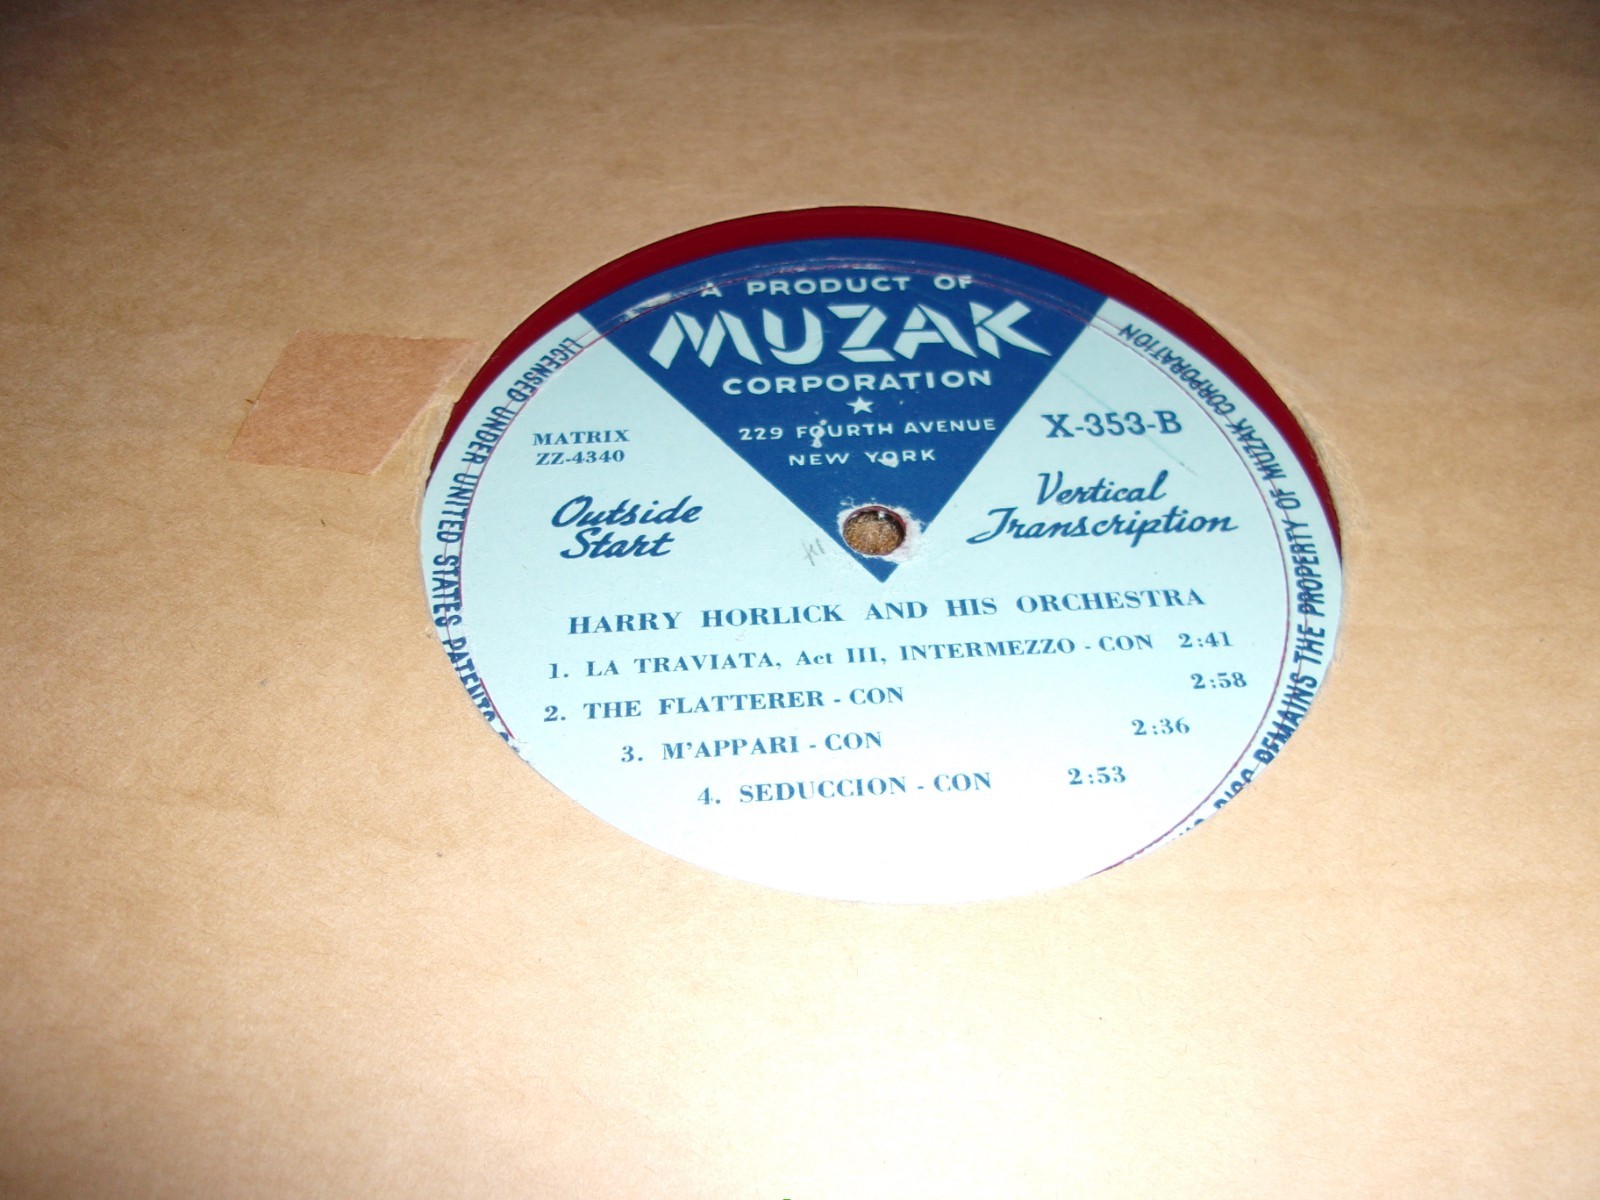 A PRODUCT OF
MUZAK
CORPORATION
229 FOURTH AVENUE
NEW YORK
MATRIX
ZZ-4340
X-353-B
Outside
Start
Vertical
Transcription
HARRY HORLICK AND HIS ORCHESTRA
1. LA TRAVIATA, Act III, INTERMEZZO - CON 2:41
2. THE FLATTERER - CON 2:58
3. M'APPARI - CON 2:36
4. SEDUCCION - CON 2:53
LICENSED UNDER UNITED STATES PATENTS
DISC REMAINS THE PROPERTY OF MUZAK CORPORATION